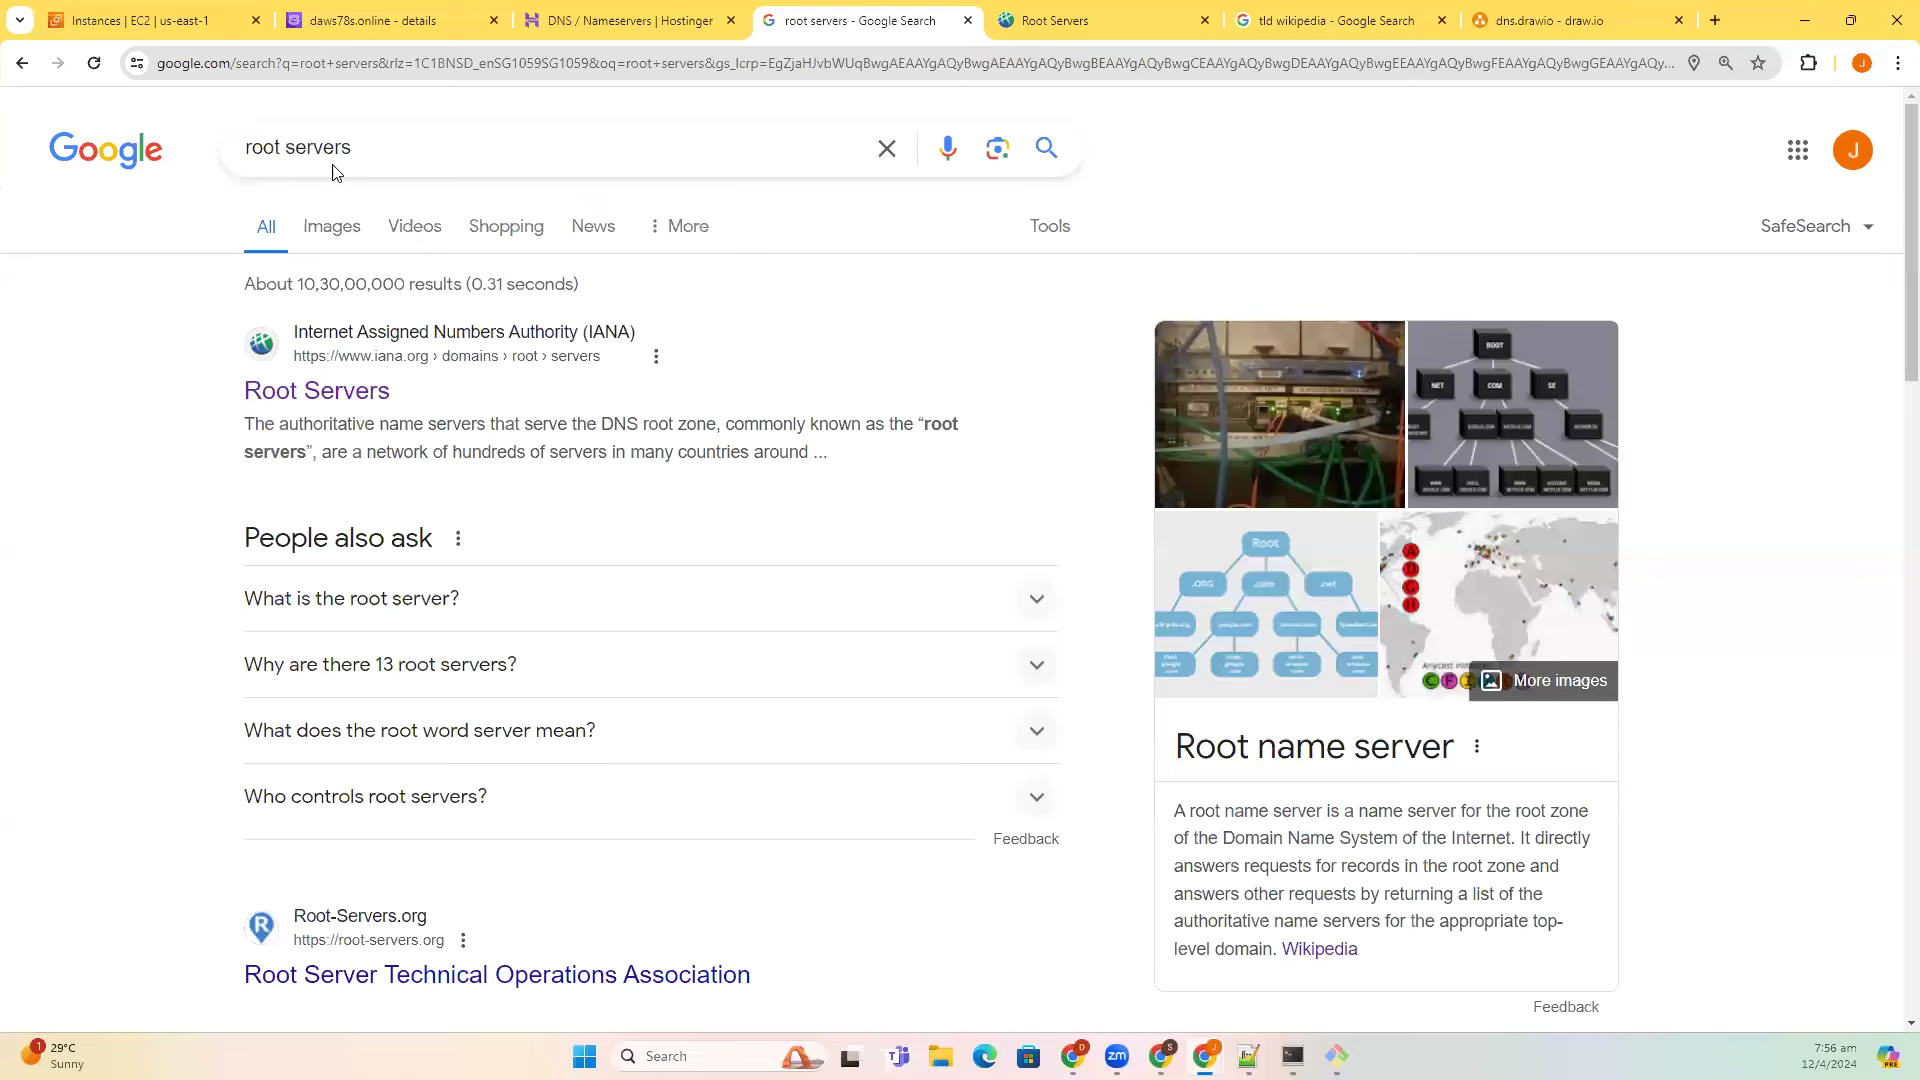 Instances | EC2 | us-east-1
daws78s.online - details
DNS / Nameservers | Hostinger
root servers - Google Search
Root Servers
tld wikipedia - Google Search
dns.drawio - draw.io
google.com/search?q=root+servers&rlz=1C1BNSD_enSG1059SG1059&oq=root+servers&gs_lcrp=EgZjaHJvbWUqBwgAEAAYgAQyBwgAEAAYgAQyBwgBEAAYgAQyBwgCEAAYgAQyBwgDEAAYgAQyBwgEEAAYgAQyBwgFEAAYgAQyBwgGEAAYgAQy...
J
Google
root servers
J
All
Images
Videos
Shopping
News
More
Tools
SafeSearch
About 10,30,00,000 results (0.31 seconds)
Internet Assigned Numbers Authority (IANA)
https://www.iana.org › domains › root › servers
Root Servers
The authoritative name servers that serve the DNS root zone, commonly known as the “root
servers”, are a network of hundreds of servers in many countries around ...
People also ask
What is the root server?
Why are there 13 root servers?
What does the root word server mean?
Who controls root servers?
Feedback
R
Root-Servers.org
https://root-servers.org
Root Server Technical Operations Association
ROOT
NET
COM
SE
Root
.ORG
.com
.net
A
D
G
H
C F I
More images
Root name server
A root name server is a name server for the root zone
of the Domain Name System of the Internet. It directly
answers requests for records in the root zone and
answers other requests by returning a list of the
authoritative name servers for the appropriate top-
level domain. Wikipedia
Feedback
1
29°C
Sunny
Search
D
zm
S
J
7:56 am
12/4/2024
PRE